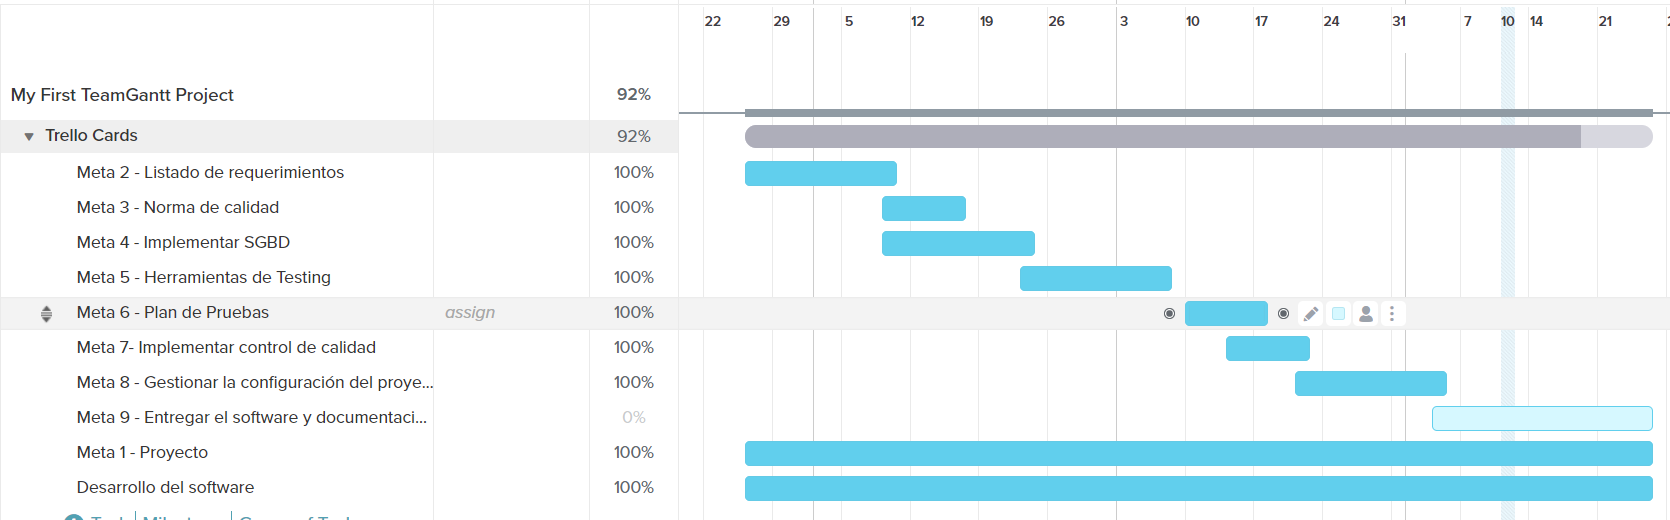 22 29 5 12 19 26 3 10 17 24 31 7 10 14 21
My First TeamGantt Project 92%
Trello Cards 92%
Meta 2 - Listado de requerimientos 100%
Meta 3 - Norma de calidad 100%
Meta 4 - Implementar SGBD 100%
Meta 5 - Herramientas de Testing 100%
Meta 6 - Plan de Pruebas assign 100%
Meta 7- Implementar control de calidad 100%
Meta 8 - Gestionar la configuración del proye... 100%
Meta 9 - Entregar el software y documentaci... 0%
Meta 1 - Proyecto 100%
Desarrollo del software 100%